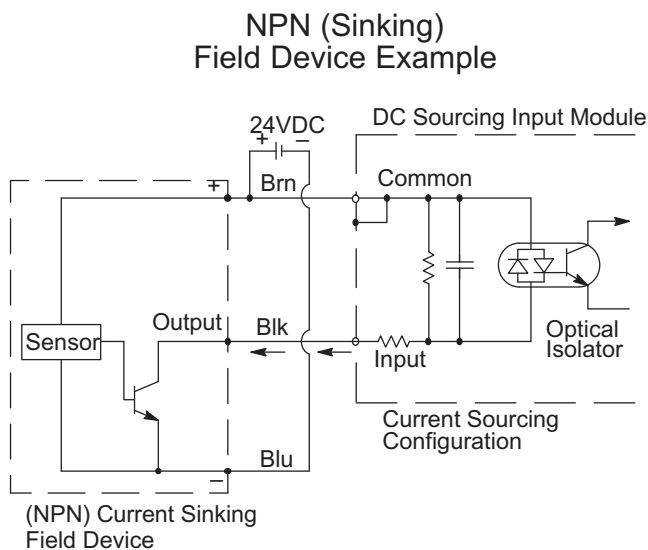 NPN (Sinking)
Field Device Example
24VDC
+
–
DC Sourcing Input Module
+
Brn
Common
Output
Blk
Sensor
Input
Optical
Isolator
Blu
–
Current Sourcing
Configuration
(NPN) Current Sinking
Field Device